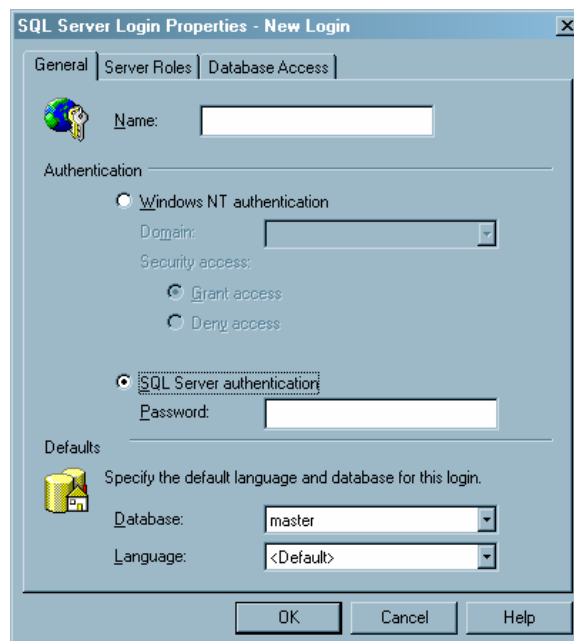 SQL Server Login Properties - New Login
General Server Roles Database Access
Name:
Authentication
Windows NT authentication
Domain:
Security access:
Grant access
Deny access
SQL Server authentication
Password:
Defaults
Specify the default language and database for this login.
Database: master
Language: <Default>
OK Cancel Help